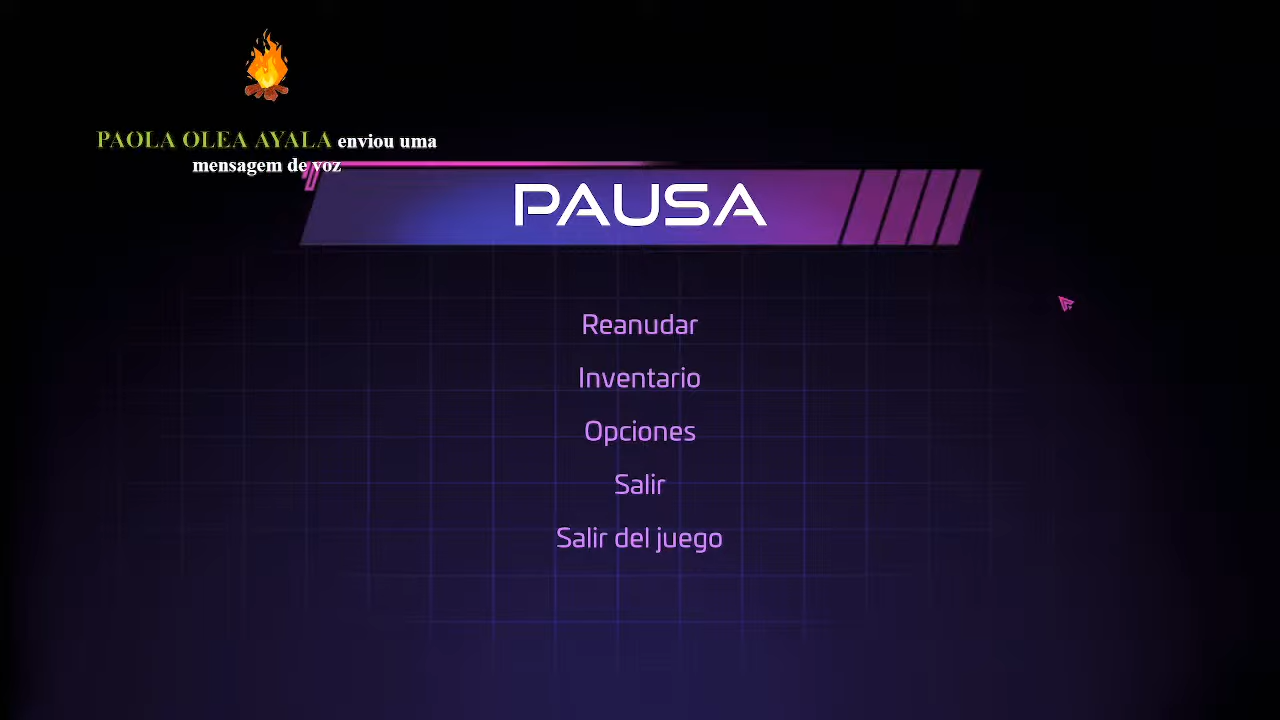 PAOLA OLEA AYALA enviou uma
mensagem de voz
PAUSA
Reanudar
Inventario
Opciones
Salir
Salir del juego